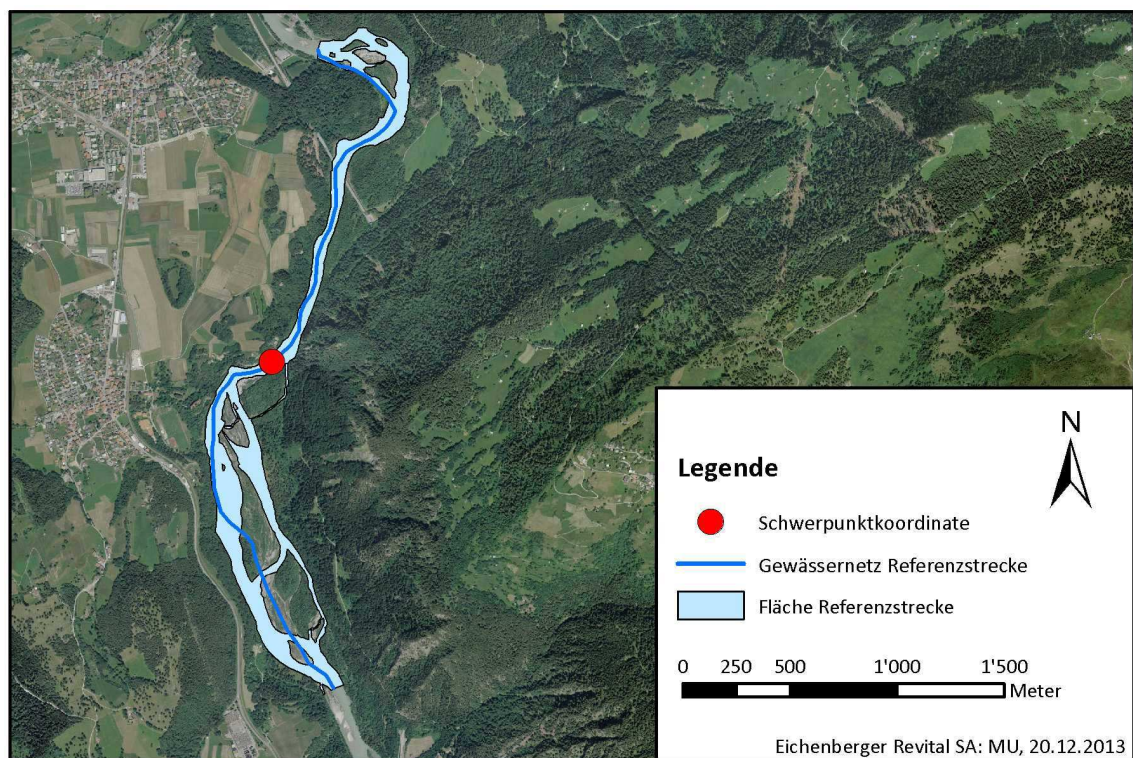 N
Legende
Schwerpunktkoordinate
Gewässernetz Referenzstrecke
Fläche Referenzstrecke
0 250 500 1'000 1'500
Meter
Eichenberger Revital SA: MU, 20.12.2013